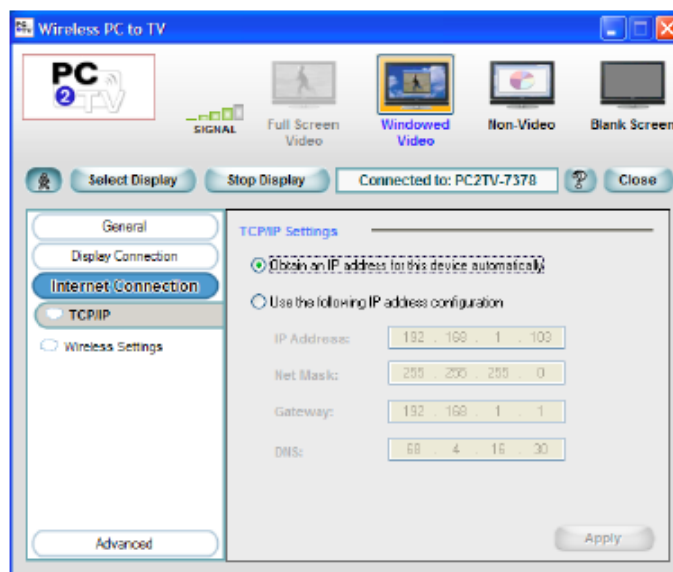 Wireless PC to TV
PC
2 TV
SIGNAL
Full Screen
Video
Windowed
Video
Non-Video
Blank Screen
Select Display
Stop Display
Connected to: PC2TV-7378
?
Close
General
Display Connection
Internet Connection
TCP/IP
Wireless Settings
Advanced
TCP/IP Settings
Obtain an IP address for this device automatically
Use the following IP address configuration
IP Address: 192 . 168 . 1 . 103
Net Mask: 255 . 255 . 255 . 0
Gateway: 192 . 168 . 1 . 1
DNS: 68 . 4 . 16 . 30
Apply